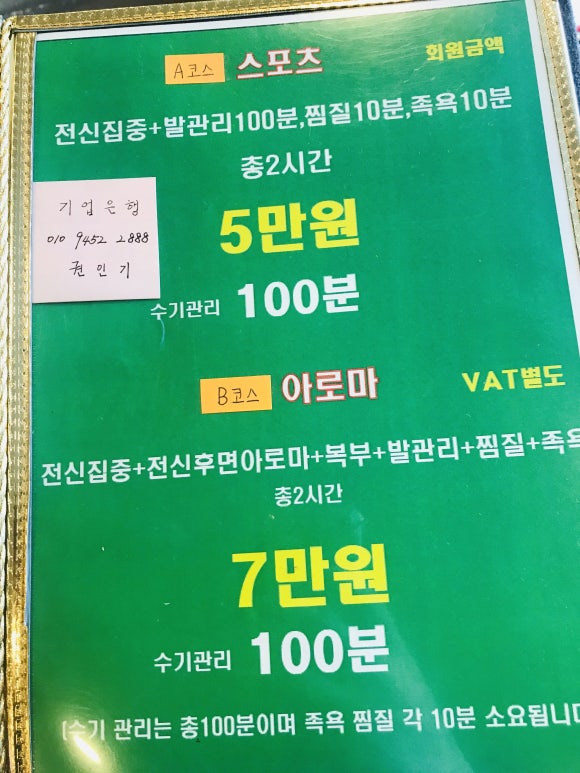 A코스 스포츠 회원금액
전신집중+발관리100분,찜질10분,족욕10분
총2시간
기업은행
010 9452 2888
권인기
5만원
수기관리 100분
B코스 아로마 VAT별도
전신집중+전신후면아로마+복부+발관리+찜질+족욕
총2시간
7만원
수기관리 100분
(수기 관리는 총100분이며 족욕 찜질 각 10분 소요됩니다